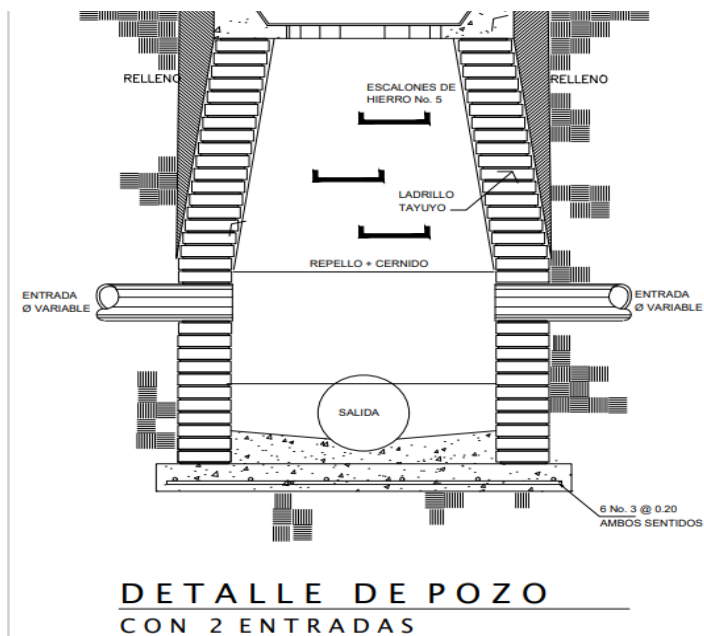 RELLENO
RELLENO
ESCALONES DE
HIERRO No. 5
LADRILLO
TAYUYO
REPELLO + CERNIDO
ENTRADA
Ø VARIABLE
ENTRADA
Ø VARIABLE
SALIDA
6 No. 3 @ 0.20
AMBOS SENTIDOS
DETALLE DE POZO
CON 2 ENTRADAS